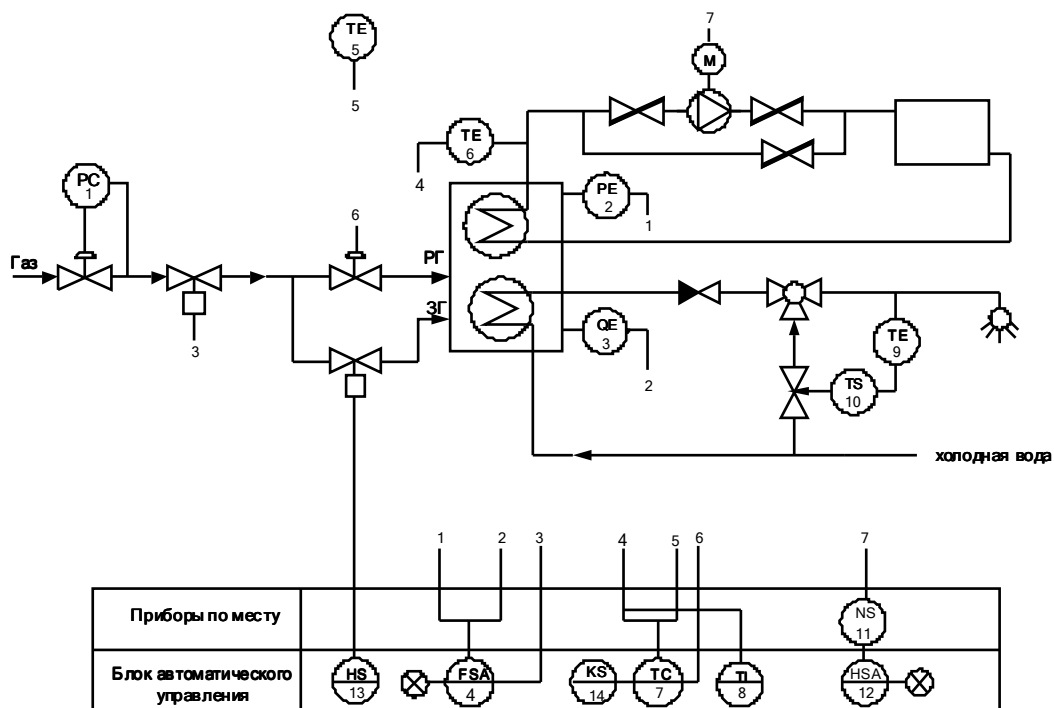 TE
5
5
7
M
TE
6
4
PC
1
PE
2
1
6
Газ
РГ
ЗГ
3
QE
3
2
TE
9
TS
10
холодная вода
1
2
3
4
5
6
7
Приборы по месту
NS
11
Блок автоматического
управления
HS
13
FSA
4
KS
14
TC
7
TI
8
HSA
12